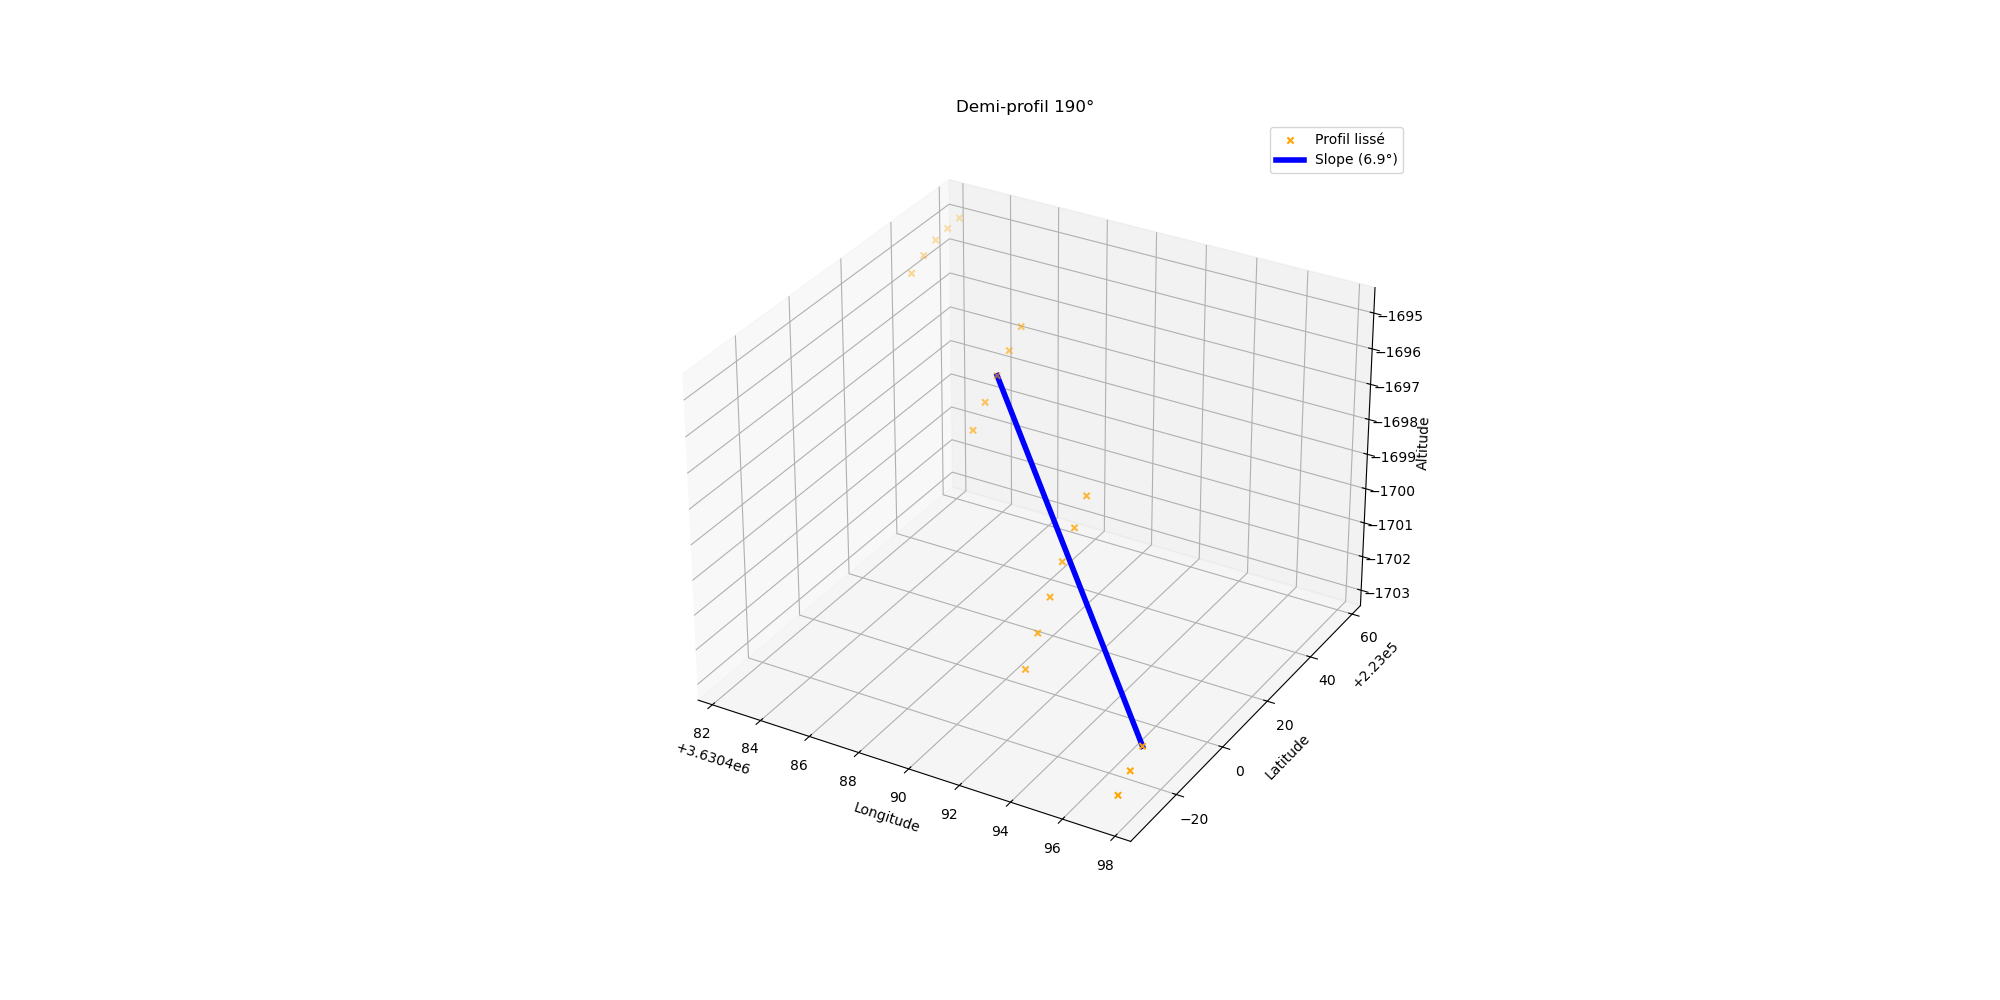 Demi-profil 190°
Profil lissé
Slope (6.9°)
−1695
−1696
−1697
−1698
−1699
−1700
−1701
−1702
−1703
Altitude
60
40
20
0
−20
+2.23e5
Latitude
82
84
86
88
90
92
94
96
98
+3.6304e6
Longitude